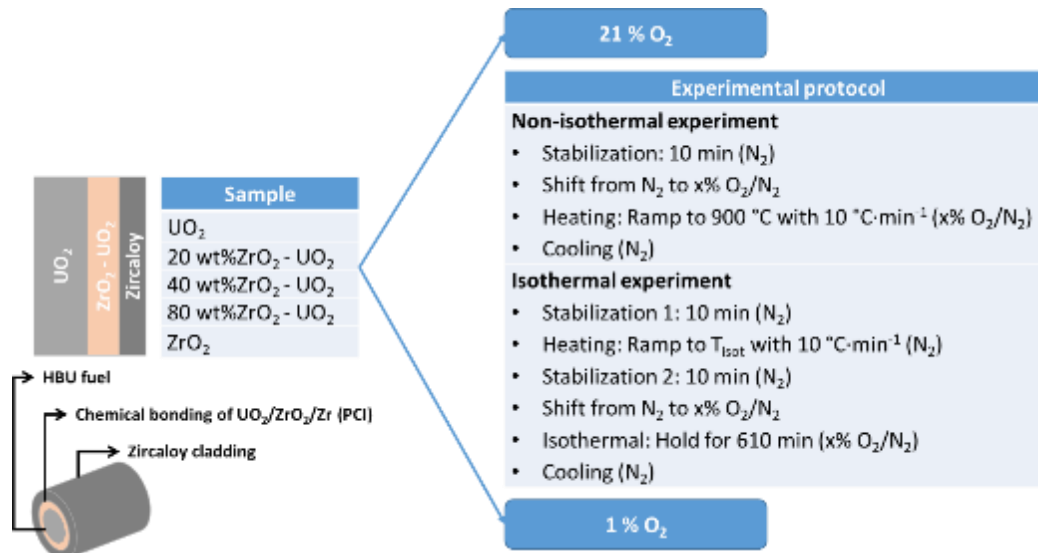 21 % O₂
Experimental protocol
Non-isothermal experiment
• Stabilization: 10 min (N₂)
• Shift from N₂ to x% O₂/N₂
• Heating: Ramp to 900 °C with 10 °C·min⁻¹ (x% O₂/N₂)
• Cooling (N₂)
Isothermal experiment
• Stabilization 1: 10 min (N₂)
• Heating: Ramp to T_isot with 10 °C·min⁻¹ (N₂)
• Stabilization 2: 10 min (N₂)
• Shift from N₂ to x% O₂/N₂
• Isothermal: Hold for 610 min (x% O₂/N₂)
• Cooling (N₂)
1 % O₂
UO₂
ZrO₂ - UO₂
Zircaloy
Sample
UO₂
20 wt%ZrO₂ - UO₂
40 wt%ZrO₂ - UO₂
80 wt%ZrO₂ - UO₂
ZrO₂
HBU fuel
Chemical bonding of UO₂/ZrO₂/Zr (PCI)
Zircaloy cladding